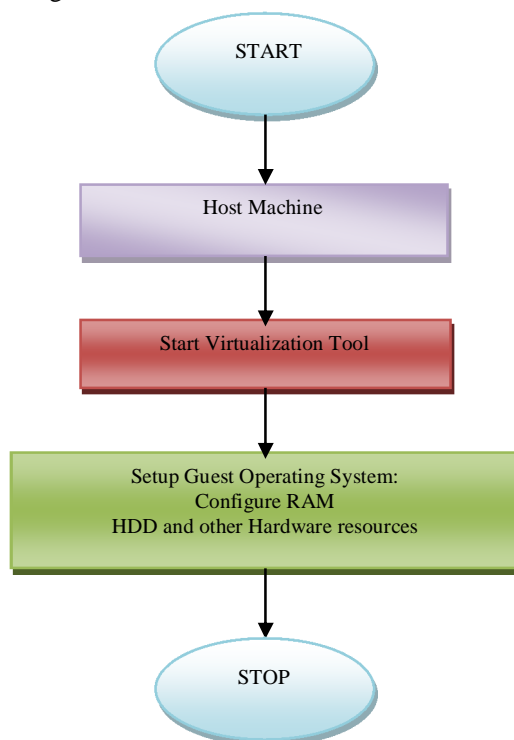 START
Host Machine
Start Virtualization Tool
Setup Guest Operating System:
Configure RAM
HDD and other Hardware resources
STOP